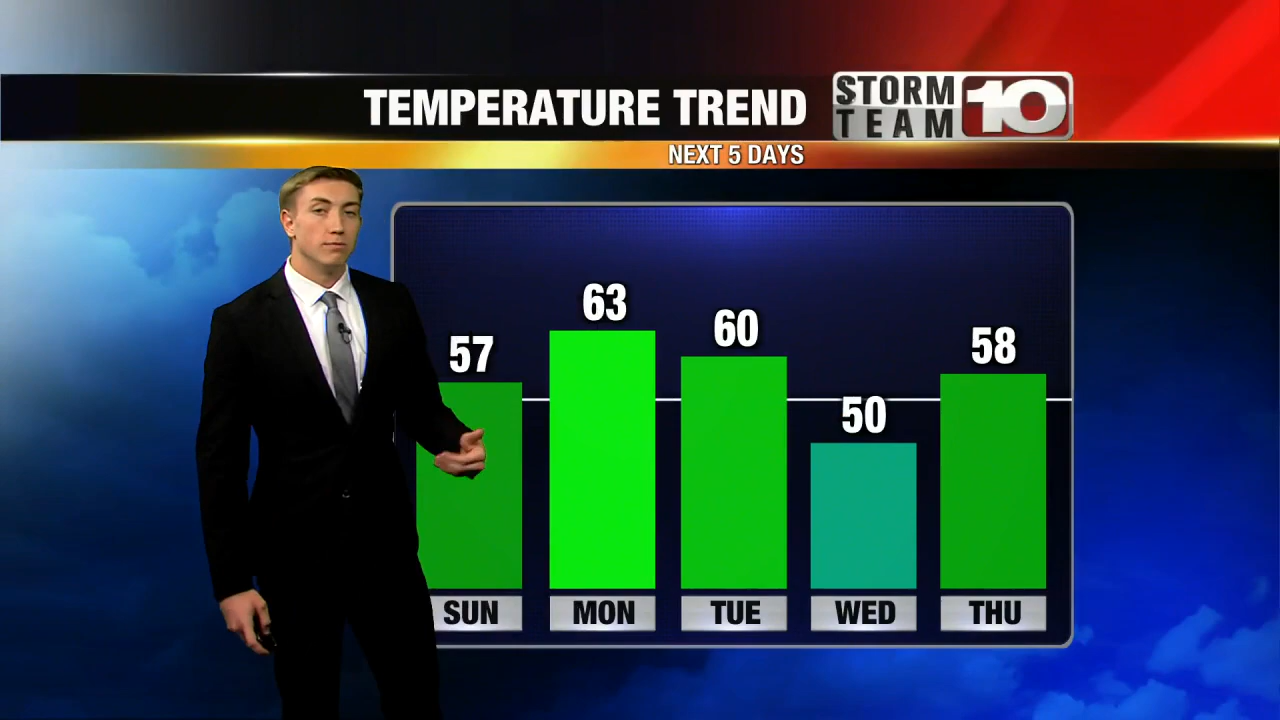 TEMPERATURE TREND
STORM TEAM 10
NEXT 5 DAYS
57
63
60
50
58
SUN
MON
TUE
WED
THU